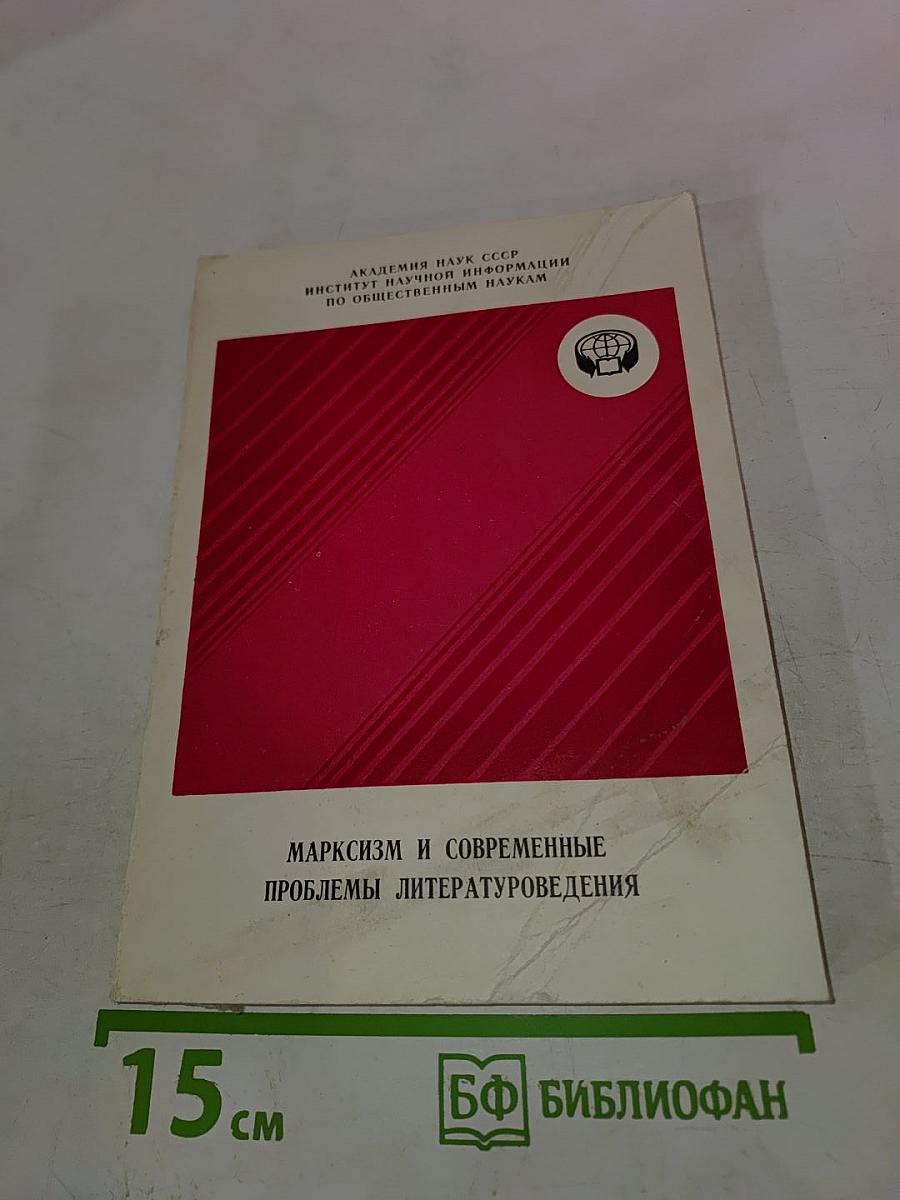 АКАДЕМИЯ НАУК СССР
ИНСТИТУТ НАУЧНОЙ ИНФОРМАЦИИ
ПО ОБЩЕСТВЕННЫМ НАУКАМ
МАРКСИЗМ И СОВРЕМЕННЫЕ
ПРОБЛЕМЫ ЛИТЕРАТУРОВЕДЕНИЯ
15 см
БФ БИБЛИОФАН